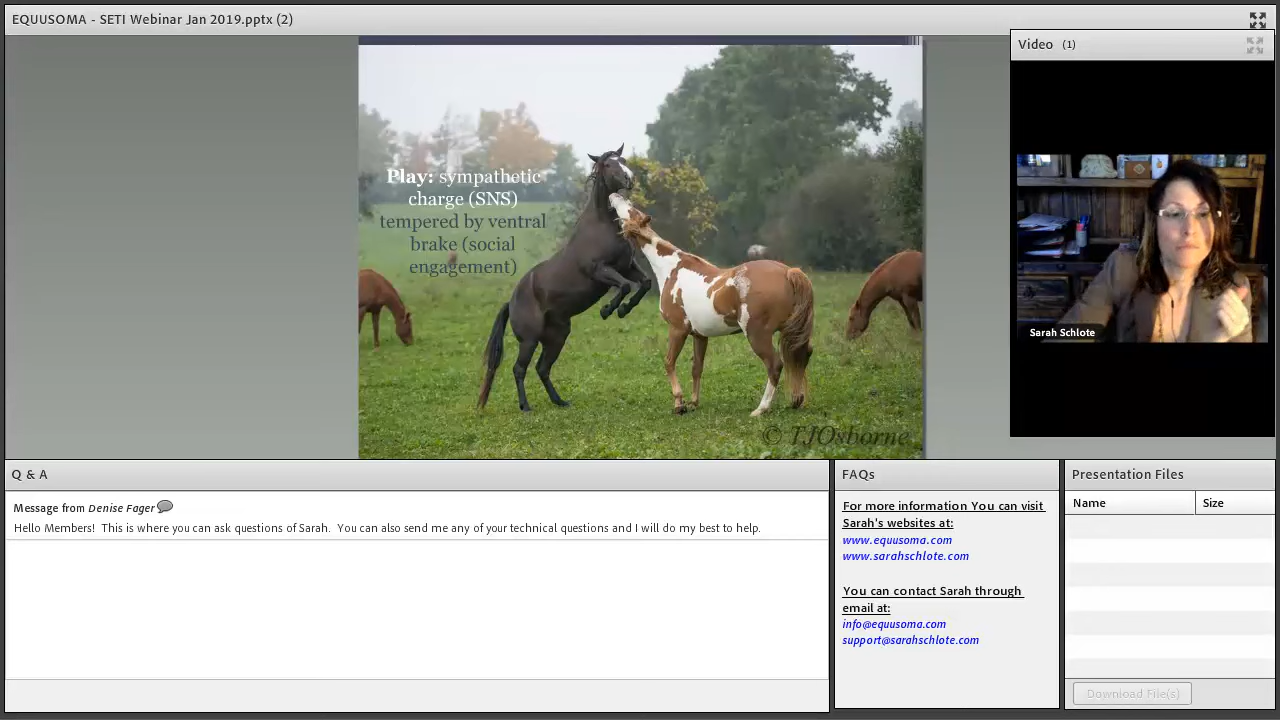 EQUUSOMA - SETI Webinar Jan 2019.pptx (2)
Video (1)
Play: sympathetic
charge (SNS)
tempered by ventral
brake (social
engagement)
© TJOsborne
Sarah Schlote
Q & A
Message from Denise Fager
Hello Members! This is where you can ask questions of Sarah. You can also send me any of your technical questions and I will do my best to help.
FAQs
For more information You can visit
Sarah's websites at:
www.equusoma.com
www.sarahschlote.com
You can contact Sarah through
email at:
info@equusoma.com
support@sarahschlote.com
Presentation Files
Name Size
Download File(s)